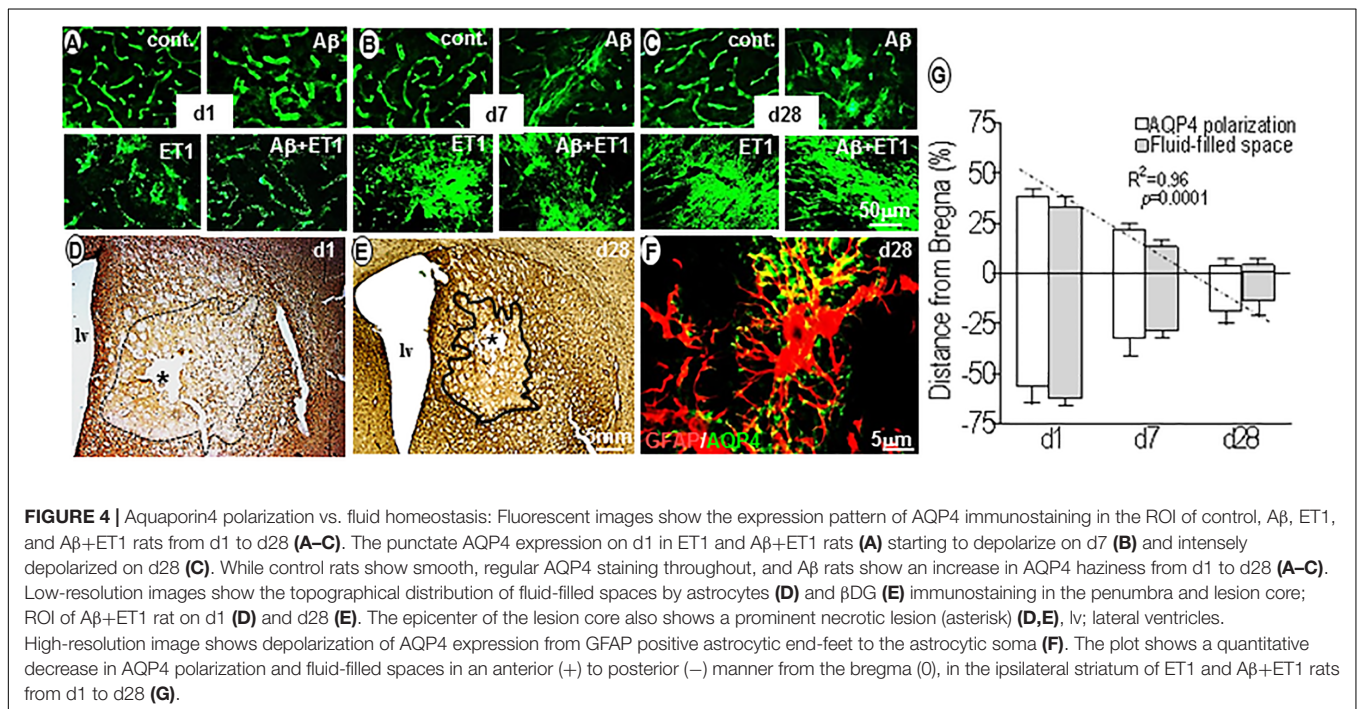 A cont. Aβ B cont. Aβ C cont. Aβ
d1 d7 d28
ET1 Aβ+ET1 ET1 Aβ+ET1 ET1 Aβ+ET1
50µm
D d1 E d28 F d28
lv * lv *
GFAP/AQP4 5µm
G
75
50
25
0
-25
-50
-75
Distance from Bregna (%)
AQP4 polarization
Fluid-filled space
R²=0.96
p=0.0001
d1 d7 d28
FIGURE 4 | Aquaporin4 polarization vs. fluid homeostasis: Fluorescent images show the expression pattern of AQP4 immunostaining in the ROI of control, Aβ, ET1,
and Aβ+ET1 rats from d1 to d28 (A–C). The punctate AQP4 expression on d1 in ET1 and Aβ+ET1 rats (A) starting to depolarize on d7 (B) and intensely
depolarized on d28 (C). While control rats show smooth, regular AQP4 staining throughout, and Aβ rats show an increase in AQP4 haziness from d1 to d28 (A–C).
Low-resolution images show the topographical distribution of fluid-filled spaces by astrocytes (D) and βDG (E) immunostaining in the penumbra and lesion core;
ROI of Aβ+ET1 rat on d1 (D) and d28 (E). The epicenter of the lesion core also shows a prominent necrotic lesion (asterisk) (D,E), lv; lateral ventricles.
High-resolution image shows depolarization of AQP4 expression from GFAP positive astrocytic end-feet to the astrocytic soma (F). The plot shows a quantitative
decrease in AQP4 polarization and fluid-filled spaces in an anterior (+) to posterior (−) manner from the bregma (0), in the ipsilateral striatum of ET1 and Aβ+ET1 rats
from d1 to d28 (G).